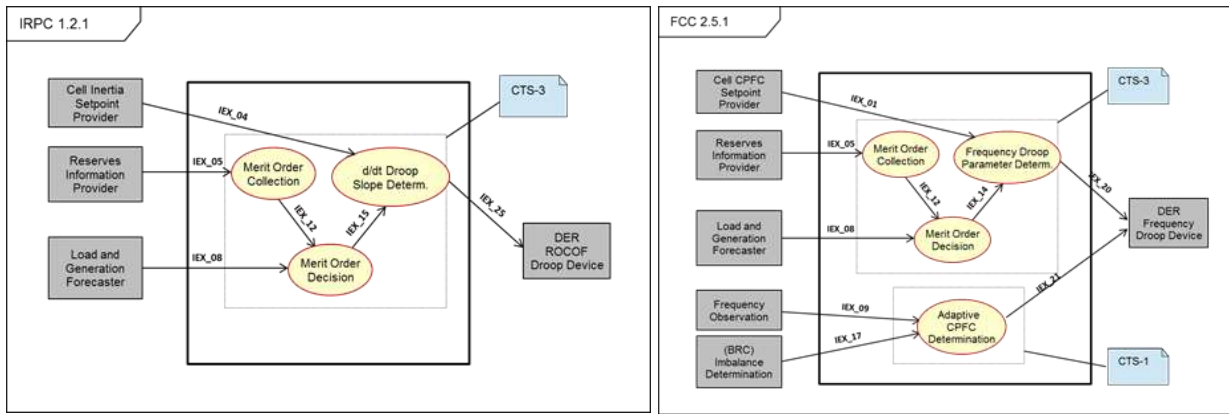 IRPC 1.2.1
Cell Inertia
Setpoint
Provider
IEX_04
CTS-3
Reserves
Information
Provider
IEX_05
Merit Order
Collection
d/dt Droop
Slope Determ.
IEX_12
IEX_15
IEX_25
Load and
Generation
Forecaster
IEX_08
Merit Order
Decision
DER
ROCOF
Droop Device
FCC 2.5.1
Cell CPFC
Setpoint
Provider
IEX_01
CTS-3
Reserves
Information
Provider
IEX_05
Merit Order
Collection
Frequency Droop
Parameter Determ.
IEX_12
IEX_14
IEX_20
Load and
Generation
Forecaster
IEX_08
Merit Order
Decision
DER
Frequency
Droop Device
IEX_21
Frequency
Observation
IEX_09
Adaptive
CPFC
Determination
(BRC)
Imbalance
Determination
IEX_17
CTS-1